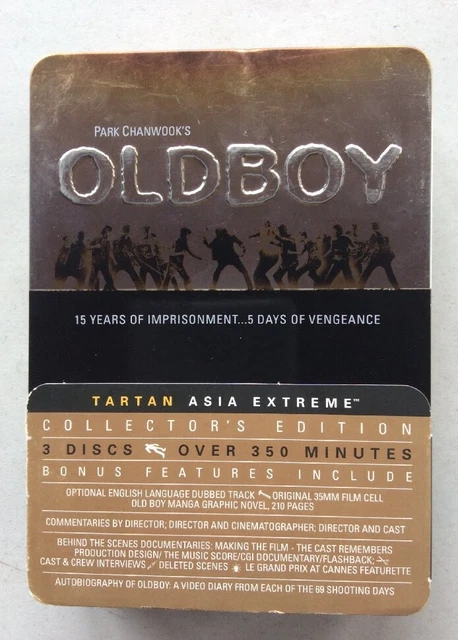 PARK CHANWOOK'S
OLDBOY
15 YEARS OF IMPRISONMENT...5 DAYS OF VENGEANCE
TARTAN ASIA EXTREME™
COLLECTOR'S EDITION
3 DISCS OVER 350 MINUTES
BONUS FEATURES INCLUDE
OPTIONAL ENGLISH LANGUAGE DUBBED TRACK ORIGINAL 35MM FILM CELL
OLD BOY MANGA GRAPHIC NOVEL, 210 PAGES
COMMENTARIES BY DIRECTOR; DIRECTOR AND CINEMATOGRAPHER; DIRECTOR AND CAST
BEHIND THE SCENES DOCUMENTARIES: MAKING THE FILM - THE CAST REMEMBERS
PRODUCTION DESIGN/ THE MUSIC SCORE/CGI DOCUMENTARY/FLASHBACK;
CAST & CREW INTERVIEWS DELETED SCENES LE GRAND PRIX AT CANNES FEATURETTE
AUTOBIOGRAPHY OF OLDBOY: A VIDEO DIARY FROM EACH OF THE 69 SHOOTING DAYS